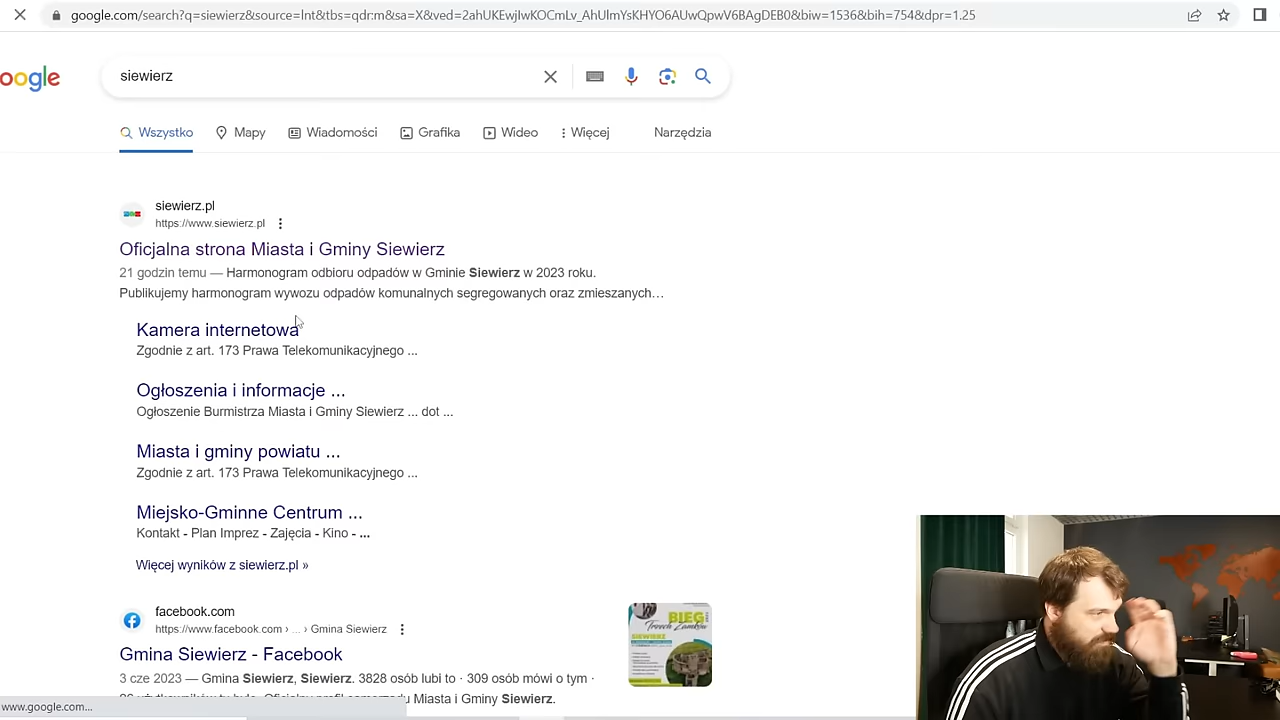 google.com/search?q=siewierz&source=lnt&tbs=qdr:m&sa=X&ved=2ahUKEwjIwKOCmLv_AhUlmYsKHYO6AUwQpwV6BAgDEB0&biw=1536&bih=754&dpr=1.25
oogle
siewierz
Wszystko Mapy Wiadomości Grafika Wideo Więcej Narzędzia
siewierz.pl
https://www.siewierz.pl
Oficjalna strona Miasta i Gminy Siewierz
21 godzin temu — Harmonogram odbioru odpadów w Gminie Siewierz w 2023 roku.
Publikujemy harmonogram wywozu odpadów komunalnych segregowanych oraz zmieszanych…
Kamera internetowa
Zgodnie z art. 173 Prawa Telekomunikacyjnego ...
Ogłoszenia i informacje ...
Ogłoszenie Burmistrza Miasta i Gminy Siewierz ... dot ...
Miasta i gminy powiatu ...
Zgodnie z art. 173 Prawa Telekomunikacyjnego ...
Miejsko-Gminne Centrum ...
Kontakt - Plan Imprez - Zajęcia - Kino - ...
Więcej wyników z siewierz.pl »
facebook.com
https://www.facebook.com › ... › Gmina Siewierz
Gmina Siewierz - Facebook
3 cze 2023 — Gmina Siewierz, Siewierz. 3828 osób lubi to · 309 osób mówi o tym ·
u Miasta i Gminy Siewierz.
BIEG
Trzech Zamków
SIEWIERZ
www.google.com...